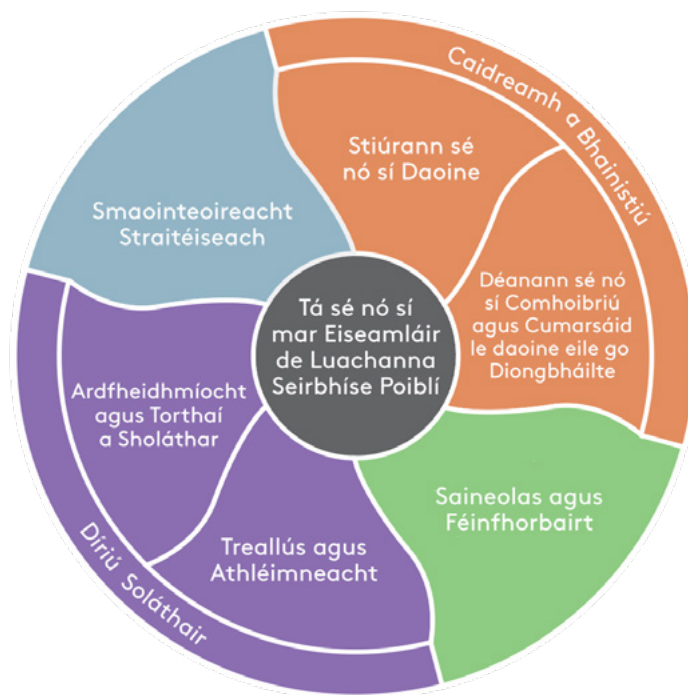 Caidreamh a Bhainistiú
Stiúrann sé
nó sí Daoine
Smaointeoireacht
Straitéiseach
Déanann sé nó
sí Comhoibriú
agus Cumarsáid
le daoine eile go
Diongbháilte
Tá sé nó sí
mar Eiseamláir
de Luachanna
Seirbhíse Poiblí
Ardfheidhmíocht
agus Torthaí
a Sholáthar
Saineolas agus
Féinfhorbairt
Treallús agus
Athléimneacht
Díriú Soláthair